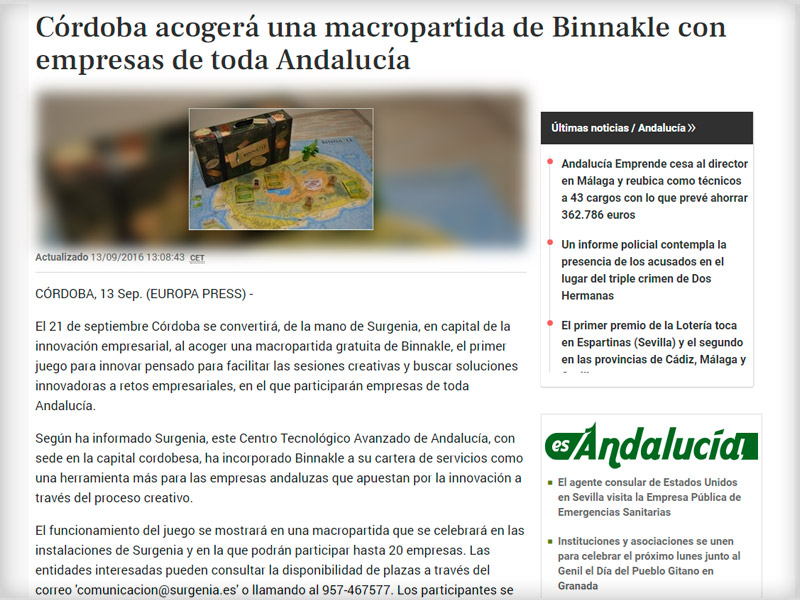 Córdoba acogerá una macropartida de Binnakle con
empresas de toda Andalucía
BINNAKLE
Actualizado 13/09/2016 13:08:43 CET
CÓRDOBA, 13 Sep. (EUROPA PRESS) -
El 21 de septiembre Córdoba se convertirá, de la mano de Surgenia, en capital de la
innovación empresarial, al acoger una macropartida gratuita de Binnakle, el primer
juego para innovar pensado para facilitar las sesiones creativas y buscar soluciones
innovadoras a retos empresariales, en el que participarán empresas de toda
Andalucía.
Según ha informado Surgenia, este Centro Tecnológico Avanzado de Andalucía, con
sede en la capital cordobesa, ha incorporado Binnakle a su cartera de servicios como
una herramienta más para las empresas andaluzas que apuestan por la innovación a
través del proceso creativo.
El funcionamiento del juego se mostrará en una macropartida que se celebrará en las
instalaciones de Surgenia y en la que podrán participar hasta 20 empresas. Las
entidades interesadas pueden consultar la disponibilidad de plazas a través del
correo 'comunicacion@surgenia.es' o llamando al 957-467577. Los participantes se
Últimas noticias / Andalucía »
Andalucía Emprende cesa al director
en Málaga y reubica como técnicos
a 43 cargos con lo que prevé ahorrar
362.786 euros
Un informe policial contempla la
presencia de los acusados en el
lugar del triple crimen de Dos
Hermanas
El primer premio de la Lotería toca
en Espartinas (Sevilla) y el segundo
en las provincias de Cádiz, Málaga y
esAndalucía!
El agente consular de Estados Unidos
en Sevilla visita la Empresa Pública de
Emergencias Sanitarias
Instituciones y asociaciones se unen
para celebrar el próximo lunes junto al
Genil el Día del Pueblo Gitano en
Granada